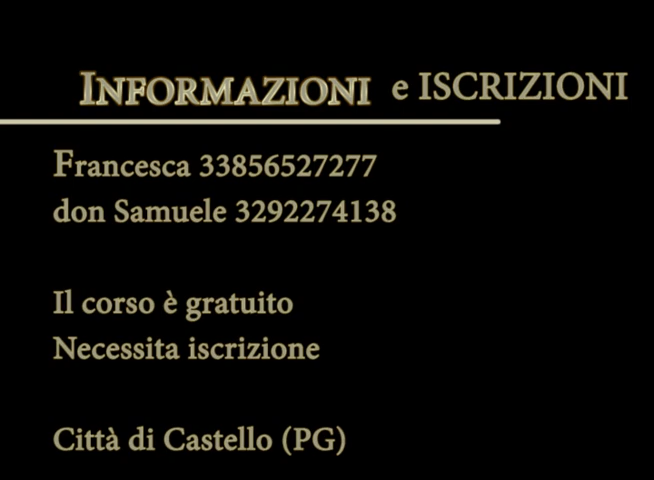 INFORMAZIONI e ISCRIZIONI
Francesca 33856527277
don Samuele 3292274138
Il corso è gratuito
Necessita iscrizione
Città di Castello (PG)